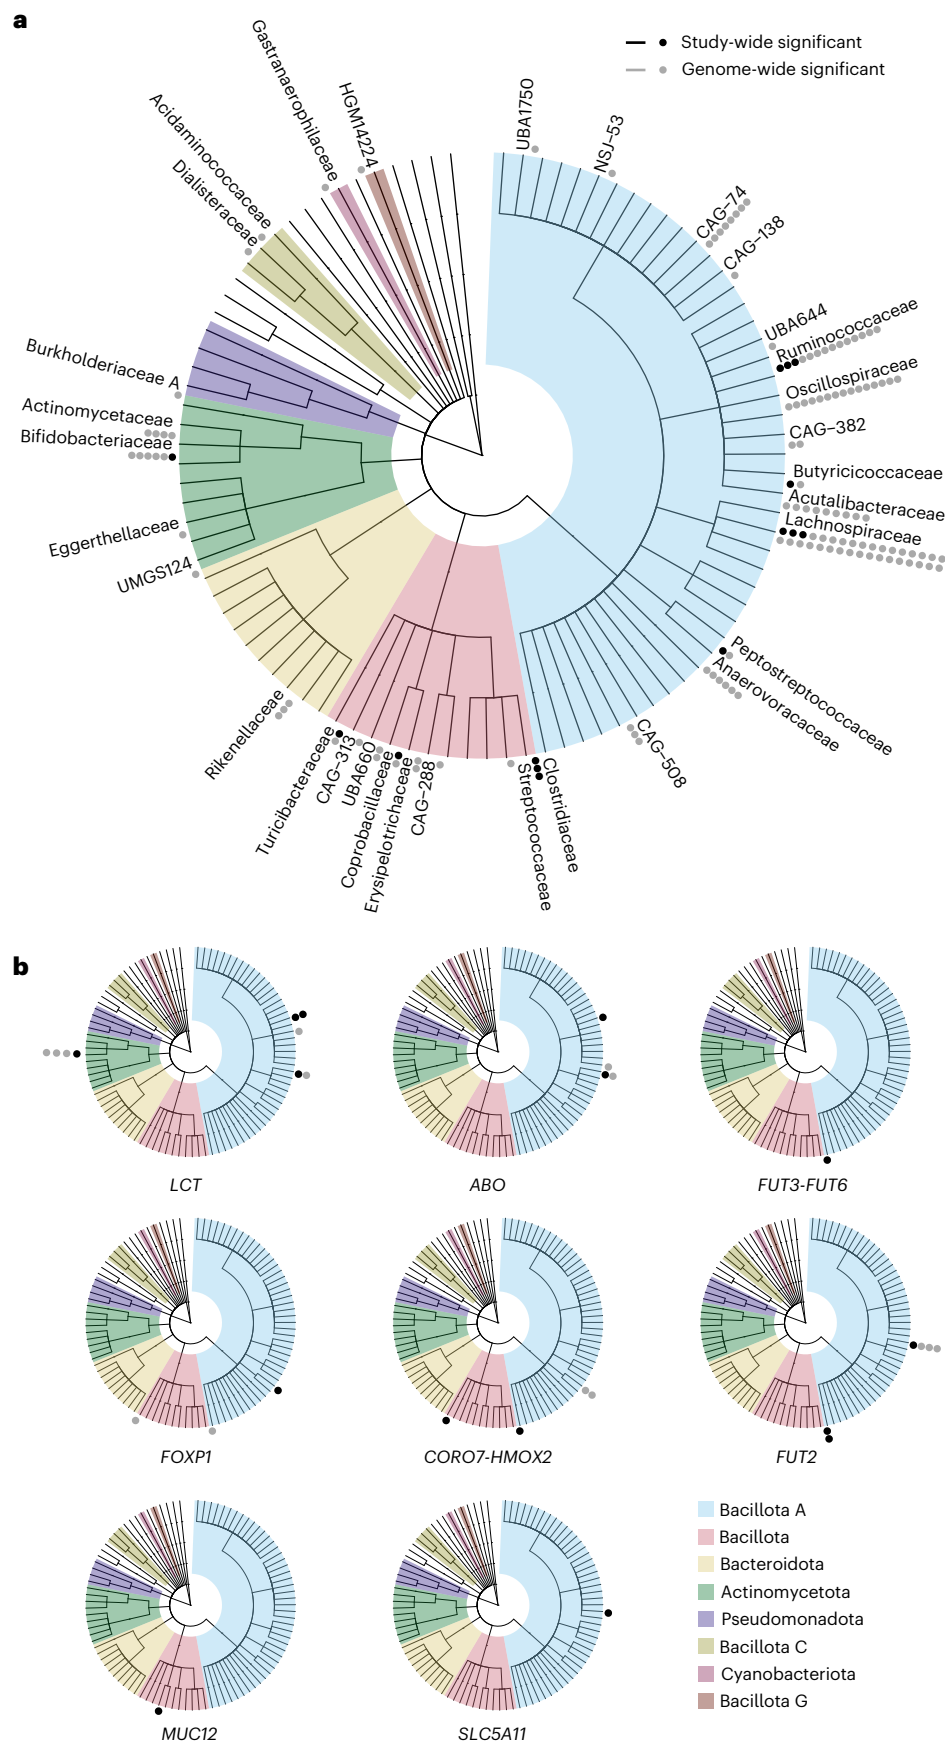 a
Study-wide significant
Genome-wide significant
Gastranaerophilaceae
HGM14224
Acidaminococcaceae
Dialisteraceae
UBA1750
NSJ–53
CAG–74
CAG–138
UBA644
Ruminococcaceae
Oscillospiraceae
CAG–382
Butyricicoccaceae
Acutalibacteraceae
Lachnospiraceae
Peptostreptococcaceae
Anaerovoracaceae
CAG–508
Clostridiaceae
Streptococcaceae
CAG–288
Erysipelotrichaceae
Coprobacillaceae
UBA660
CAG–313
Turicibacteraceae
Rikenellaceae
UMGS124
Eggerthellaceae
Bifidobacteriaceae
Actinomycetaceae
Burkholderiaceae A
b
LCT
ABO
FUT3-FUT6
FOXP1
CORO7-HMOX2
FUT2
MUC12
SLC5A11
Bacillota A
Bacillota
Bacteroidota
Actinomycetota
Pseudomonadota
Bacillota C
Cyanobacteriota
Bacillota G